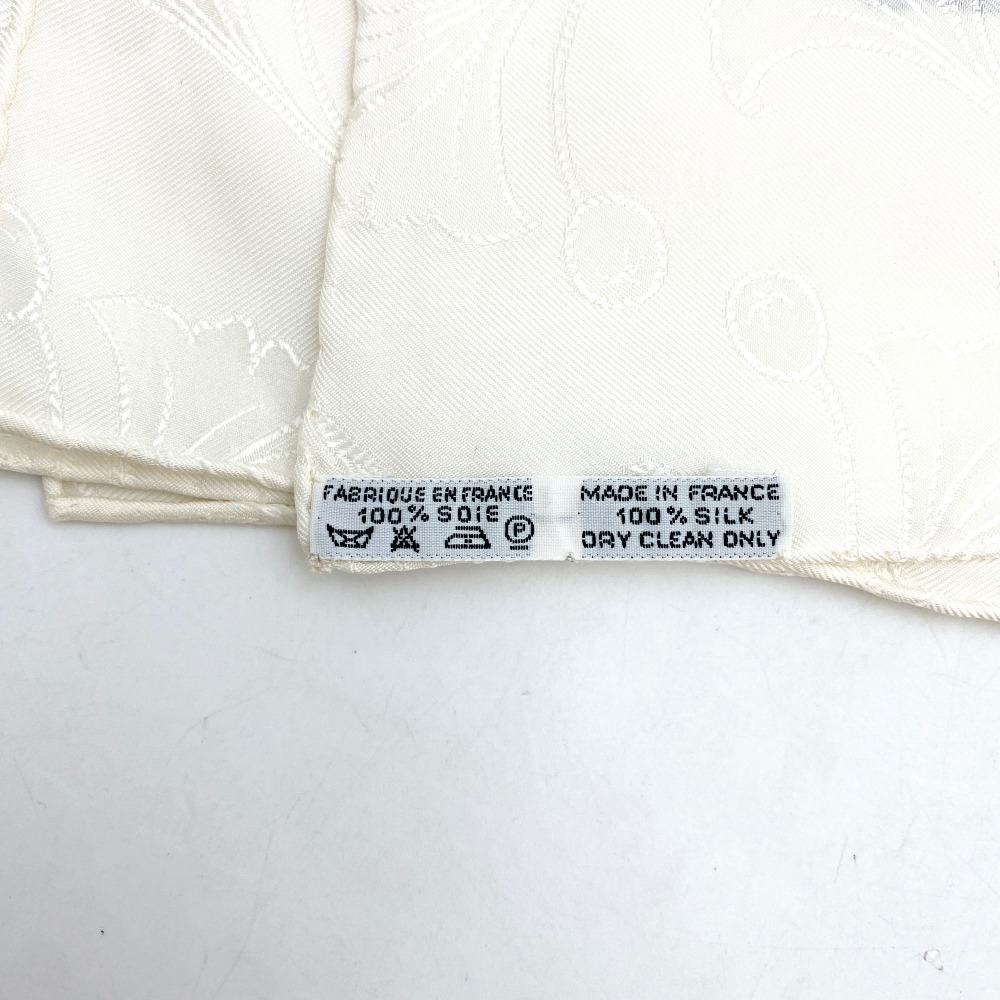 FABRIQUE EN FRANCE
100% SOIE
P
MADE IN FRANCE
100% SILK
DRY CLEAN ONLY